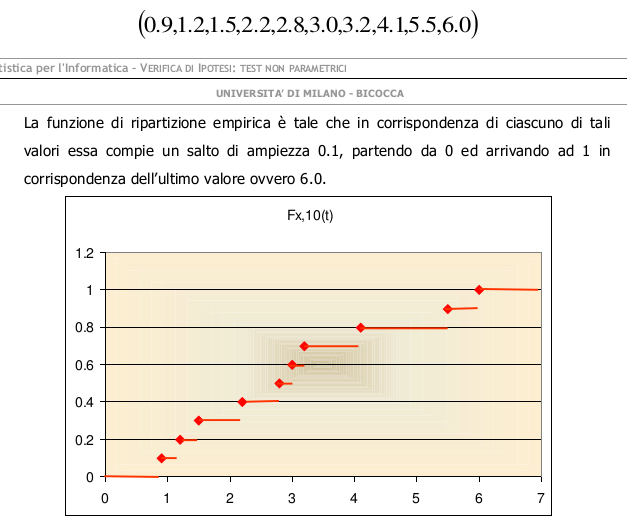 (0.9,1.2,1.5,2.2,2.8,3.0,3.2,4.1,5.5,6.0)
tistica per l'Informatica - VERIFICA DI IPOTESI: TEST NON PARAMETRICI
UNIVERSITA' DI MILANO - BICOCCA
La funzione di ripartizione empirica è tale che in corrispondenza di ciascuno di tali
valori essa compie un salto di ampiezza 0.1, partendo da 0 ed arrivando ad 1 in
corrispondenza dell'ultimo valore ovvero 6.0.
Fx,10(t)
1.2
1
0.8
0.6
0.4
0.2
0
0 1 2 3 4 5 6 7